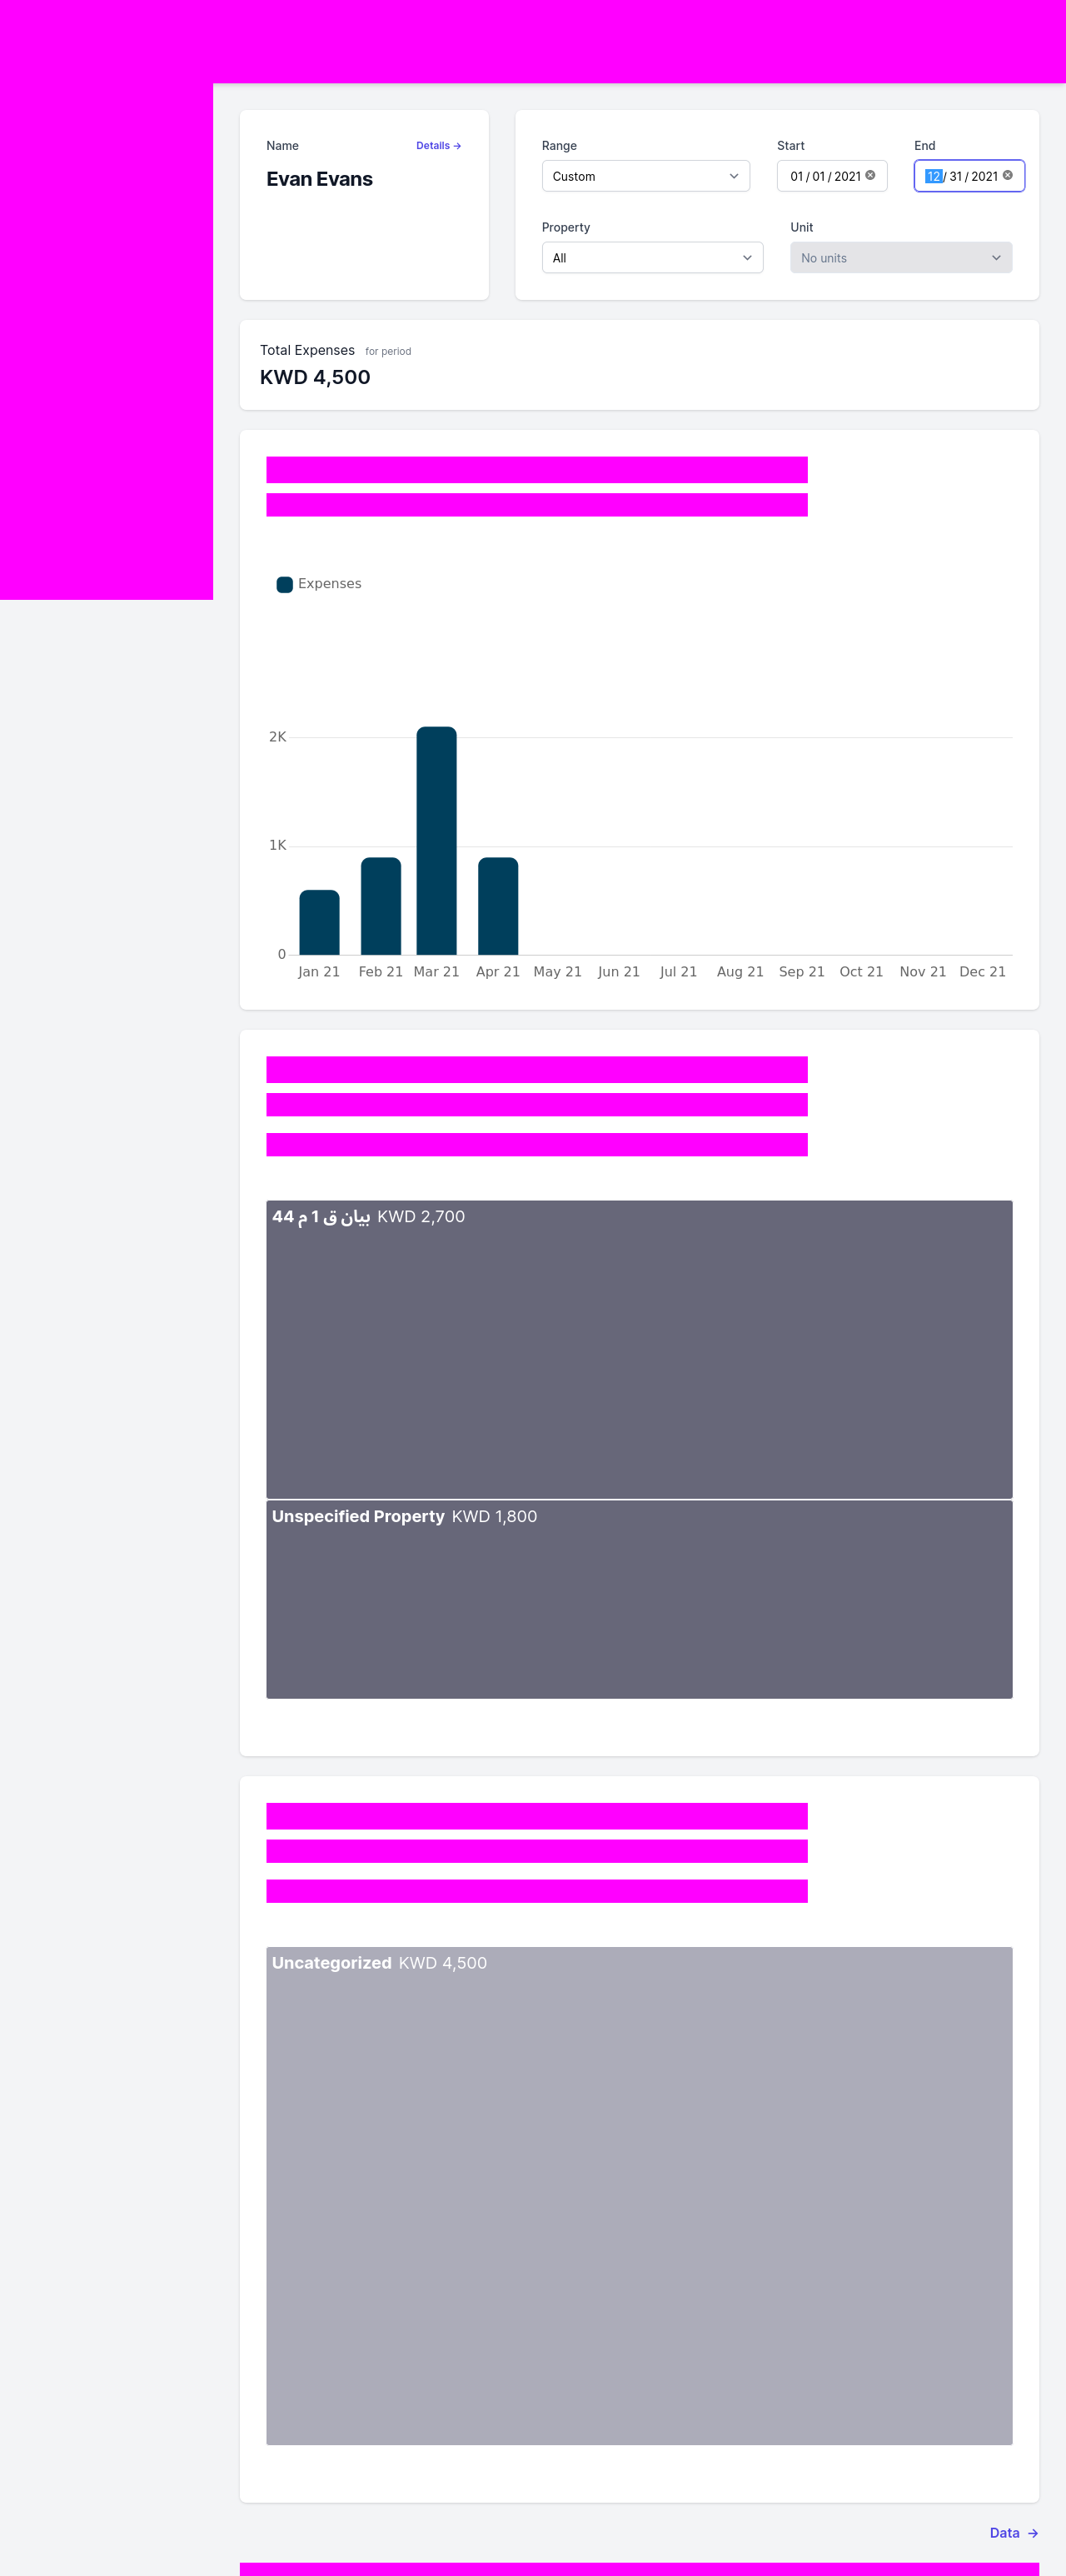 Name Details →
Evan Evans
Range Start End
Custom 01 / 01 / 2021 12 / 31 / 2021
Property Unit
All No units
Total Expenses for period
KWD 4,500
Expenses
2K
1K
0
Jan 21 Feb 21 Mar 21 Apr 21 May 21 Jun 21 Jul 21 Aug 21 Sep 21 Oct 21 Nov 21 Dec 21
بيان ق 1 م 44 KWD 2,700
Unspecified Property KWD 1,800
Uncategorized KWD 4,500
Data →